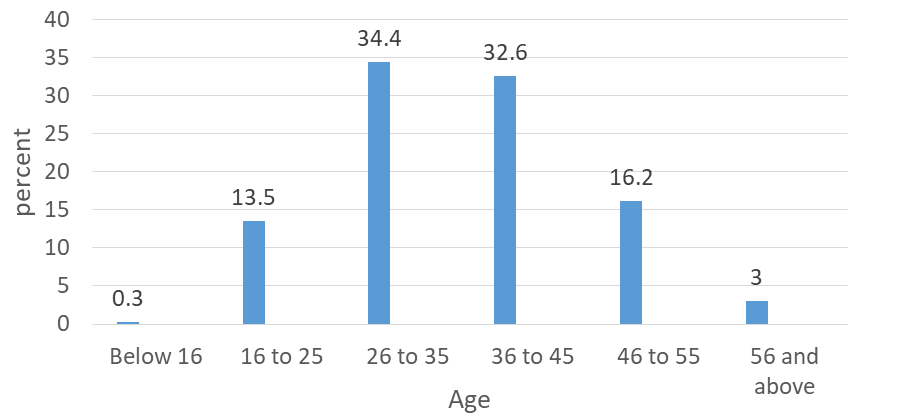 40
35
30
25
20
15
10
5
0
percent
0.3
13.5
34.4
32.6
16.2
3
Below 16
16 to 25
26 to 35
36 to 45
46 to 55
56 and
above
Age